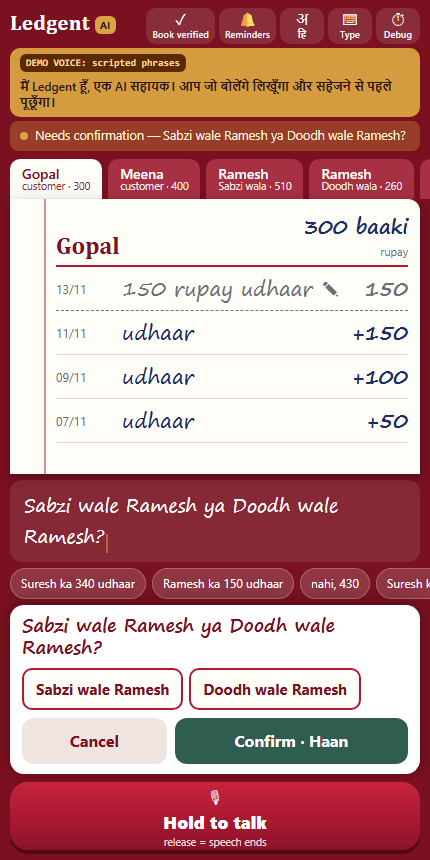 Ledgent AI
✓ Book verified
🔔 Reminders
अ हि
⌨ Type
⏱ Debug
DEMO VOICE: scripted phrases
मैं Ledgent हूँ, एक AI सहायक। आप जो बोलेंगे लिखूँगा और सहेजने से पहले
पूछूँगा।
Needs confirmation — Sabzi wale Ramesh ya Doodh wale Ramesh?
Gopal
customer · 300
Meena
customer · 400
Ramesh
Sabzi wala · 510
Ramesh
Doodh wala · 260
300 baaki
Gopal
rupay
13/11 150 rupay udhaar 150
11/11 udhaar +150
09/11 udhaar +100
07/11 udhaar +50
Sabzi wale Ramesh ya Doodh wale
Ramesh?
Suresh ka 340 udhaar
Ramesh ka 150 udhaar
nahi, 430
Suresh k
Sabzi wale Ramesh ya Doodh wale
Ramesh?
Sabzi wale Ramesh
Doodh wale Ramesh
Cancel
Confirm · Haan
Hold to talk
release = speech ends